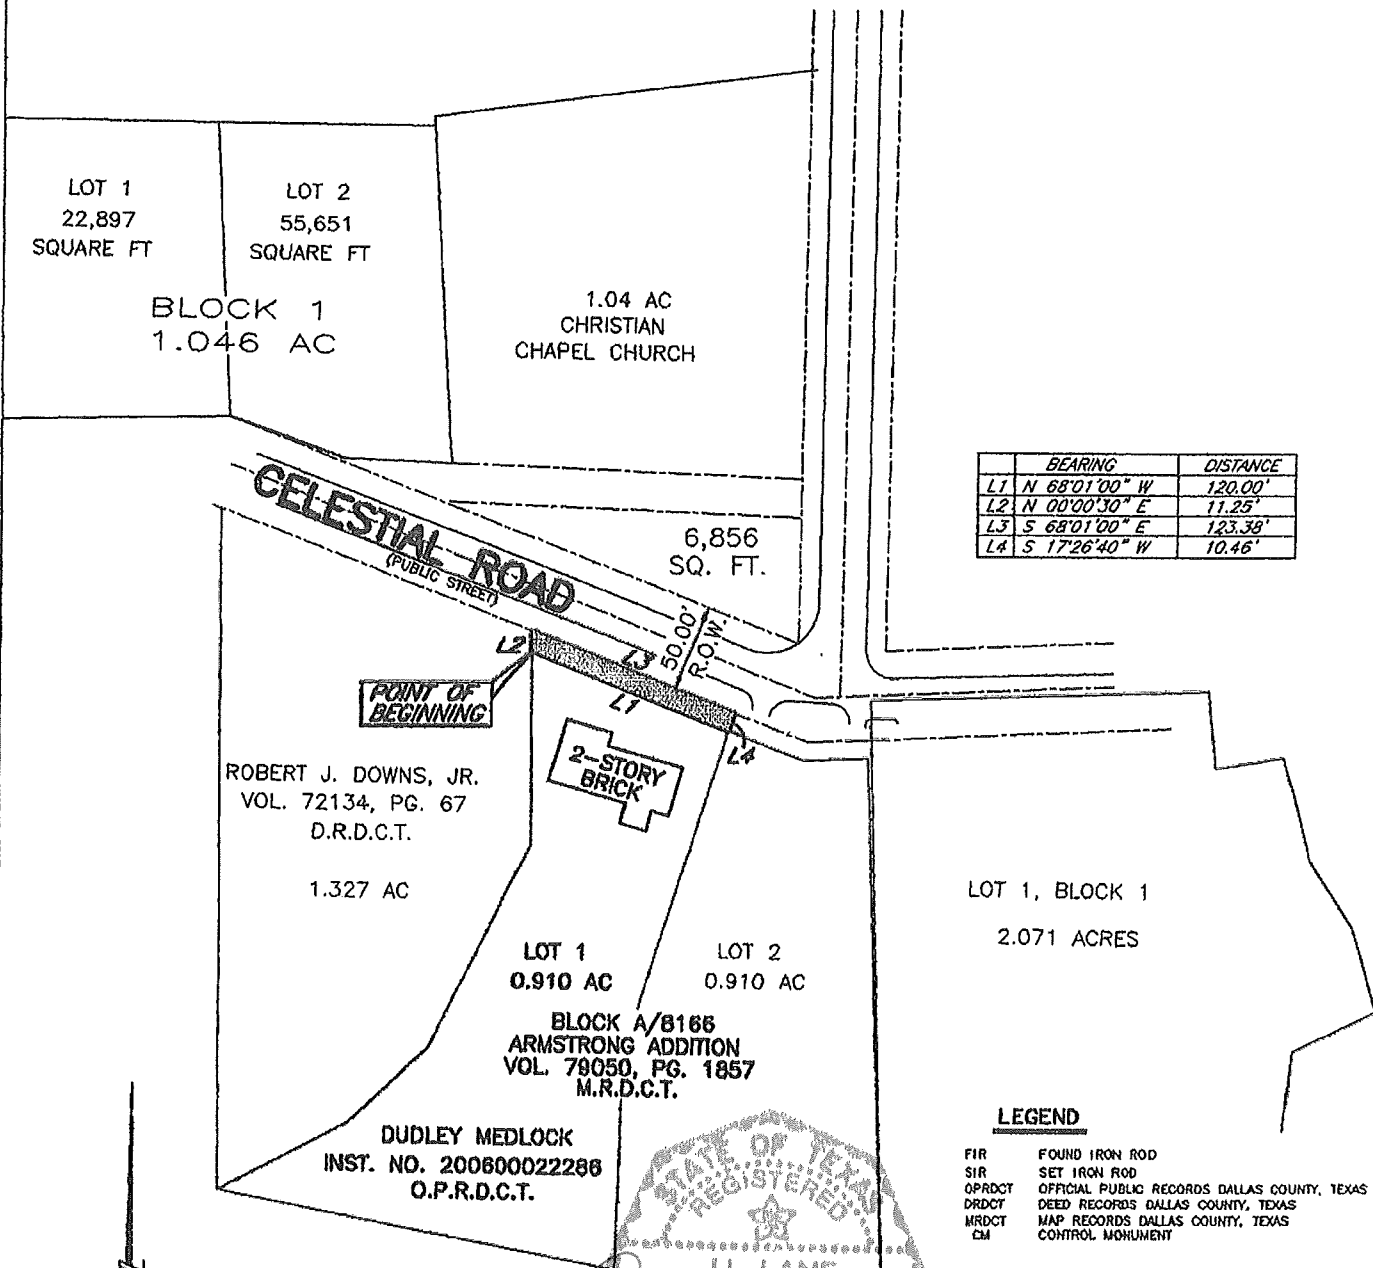 LOT 1
22,897
SQUARE FT
LOT 2
55,651
SQUARE FT
BLOCK 1
1.046 AC
1.04 AC
CHRISTIAN
CHAPEL CHURCH
BEARING DISTANCE
L1 N 68°01'00" W 120.00'
L2 N 00°00'30" E 11.25'
L3 S 68°01'00" E 123.38'
L4 S 17°26'40" W 10.46'
CELESTIAL ROAD
(PUBLIC STREET)
6,856
SQ. FT.
50.00'
R.O.W.
L2
L3
L1
L4
POINT OF
BEGINNING
2-STORY
BRICK
ROBERT J. DOWNS, JR.
VOL. 72134, PG. 67
D.R.D.C.T.
1.327 AC
LOT 1
0.910 AC
LOT 2
0.910 AC
LOT 1, BLOCK 1
2.071 ACRES
BLOCK A/8166
ARMSTRONG ADDITION
VOL. 79050, PG. 1857
M.R.D.C.T.
DUDLEY MEDLOCK
INST. NO. 200600022286
O.P.R.D.C.T.
STATE OF TEXAS
REGISTERED
LANE
LEGEND
FIR FOUND IRON ROD
SIR SET IRON ROD
OPRDCT OFFICIAL PUBLIC RECORDS DALLAS COUNTY, TEXAS
DRDCT DEED RECORDS DALLAS COUNTY, TEXAS
MRDCT MAP RECORDS DALLAS COUNTY, TEXAS
CM CONTROL MONUMENT